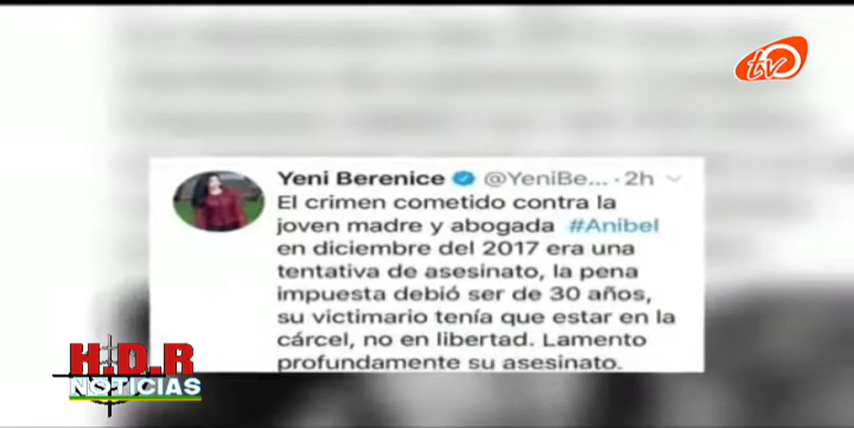 tv
Yeni Berenice @YeniBe... · 2h
El crimen cometido contra la
joven madre y abogada #Anibel
en diciembre del 2017 era una
tentativa de asesinato, la pena
impuesta debió ser de 30 años,
su victimario tenía que estar en la
cárcel, no en libertad. Lamento
profundamente su asesinato.
H.D.R
NOTICIAS